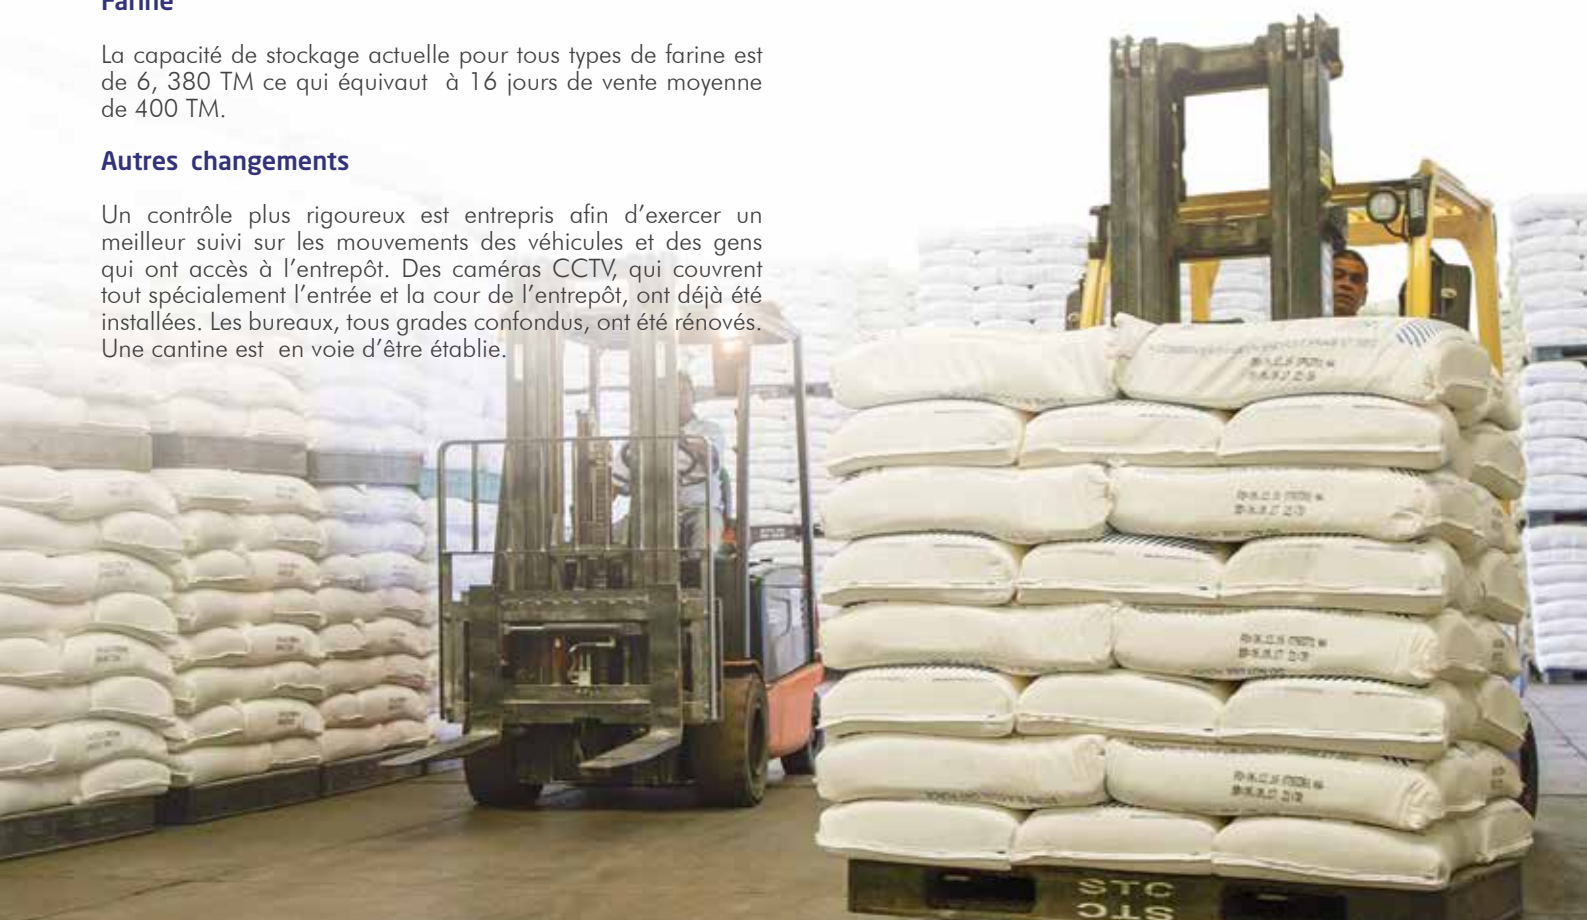 Farine
La capacité de stockage actuelle pour tous types de farine est
de 6, 380 TM ce qui équivaut à 16 jours de vente moyenne
de 400 TM.
Autres changements
Un contrôle plus rigoureux est entrepris afin d’exercer un
meilleur suivi sur les mouvements des véhicules et des gens
qui ont accès à l’entrepôt. Des caméras CCTV, qui couvrent
tout spécialement l’entrée et la cour de l’entrepôt, ont déjà été
installées. Les bureaux, tous grades confondus, ont été rénovés.
Une cantine est en voie d’être établie.
STC
STC